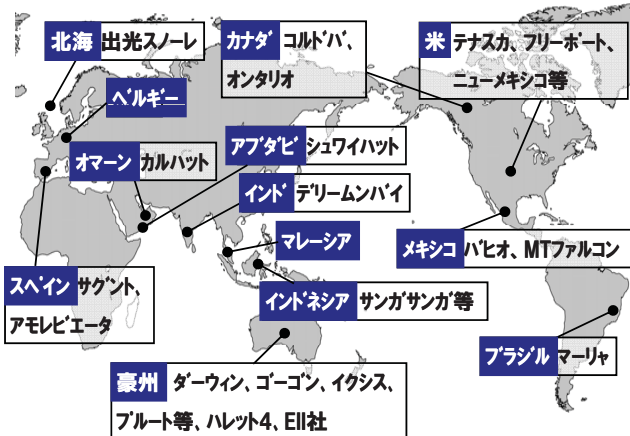 北海 出光スノーレ
カナダ コルドバ、
オンタリオ
米 テナスカ、フリーポート、
ニューメキシコ等
ベルギー
オマーン カルハット
アブダビ シュワイハット
インド デリームンバイ
マレーシア
メキシコ バヒオ、MTファルコン
スペイン サグント、
アモレビエータ
インドネシア サンガサンガ等
ブラジル マーリャ
豪州 ダーウィン、ゴーゴン、イクシス、
プルート等、ハレット4、EII社